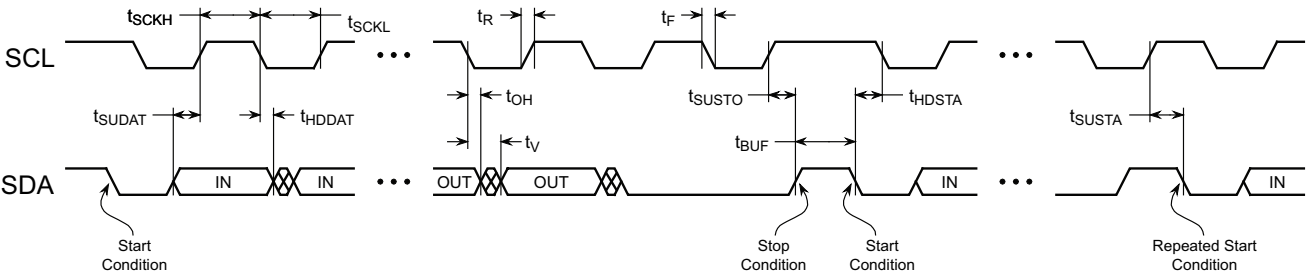 tSCKH
tSCKL
tR
tF
SCL
tSUDAT
tHDDAT
tOH
tV
tSUSTO
tHDSTA
tBUF
tSUSTA
SDA
IN
IN
OUT
OUT
IN
IN
Start
Condition
Stop
Condition
Start
Condition
Repeated Start
Condition